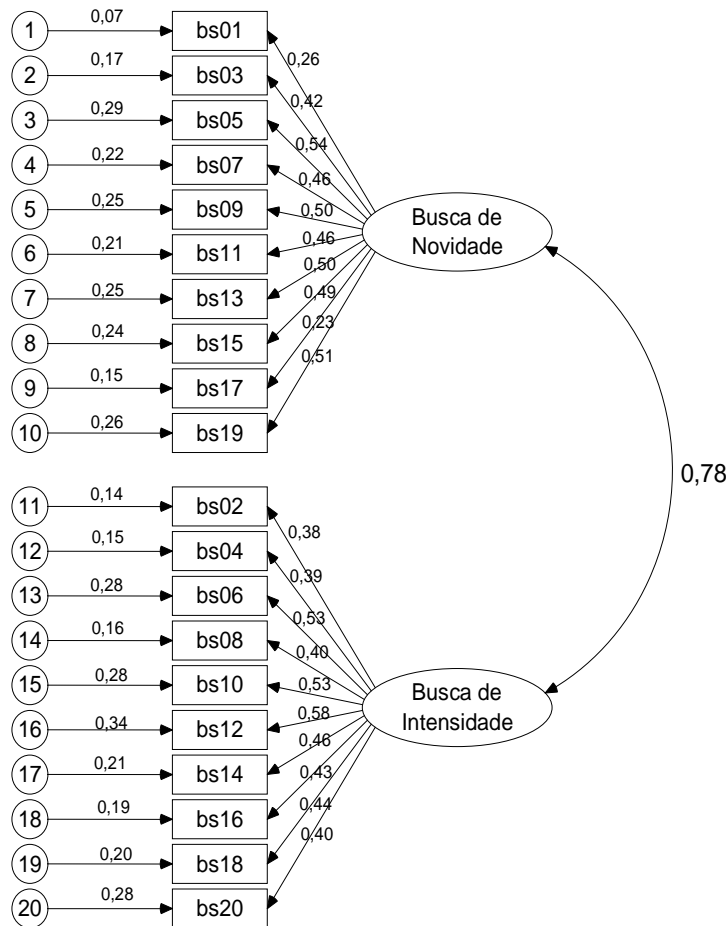 1 0,07 bs01 0,26
2 0,17 bs03 0,42
3 0,29 bs05 0,54
4 0,22 bs07 0,46
5 0,25 bs09 0,50
6 0,21 bs11 0,46
7 0,25 bs13 0,50
8 0,24 bs15 0,49
9 0,15 bs17 0,23
10 0,26 bs19 0,51
Busca de
Novidade
0,78
11 0,14 bs02 0,38
12 0,15 bs04 0,39
13 0,28 bs06 0,53
14 0,16 bs08 0,40
15 0,28 bs10 0,53
16 0,34 bs12 0,58
17 0,21 bs14 0,46
18 0,19 bs16 0,43
19 0,20 bs18 0,44
20 0,28 bs20 0,40
Busca de
Intensidade